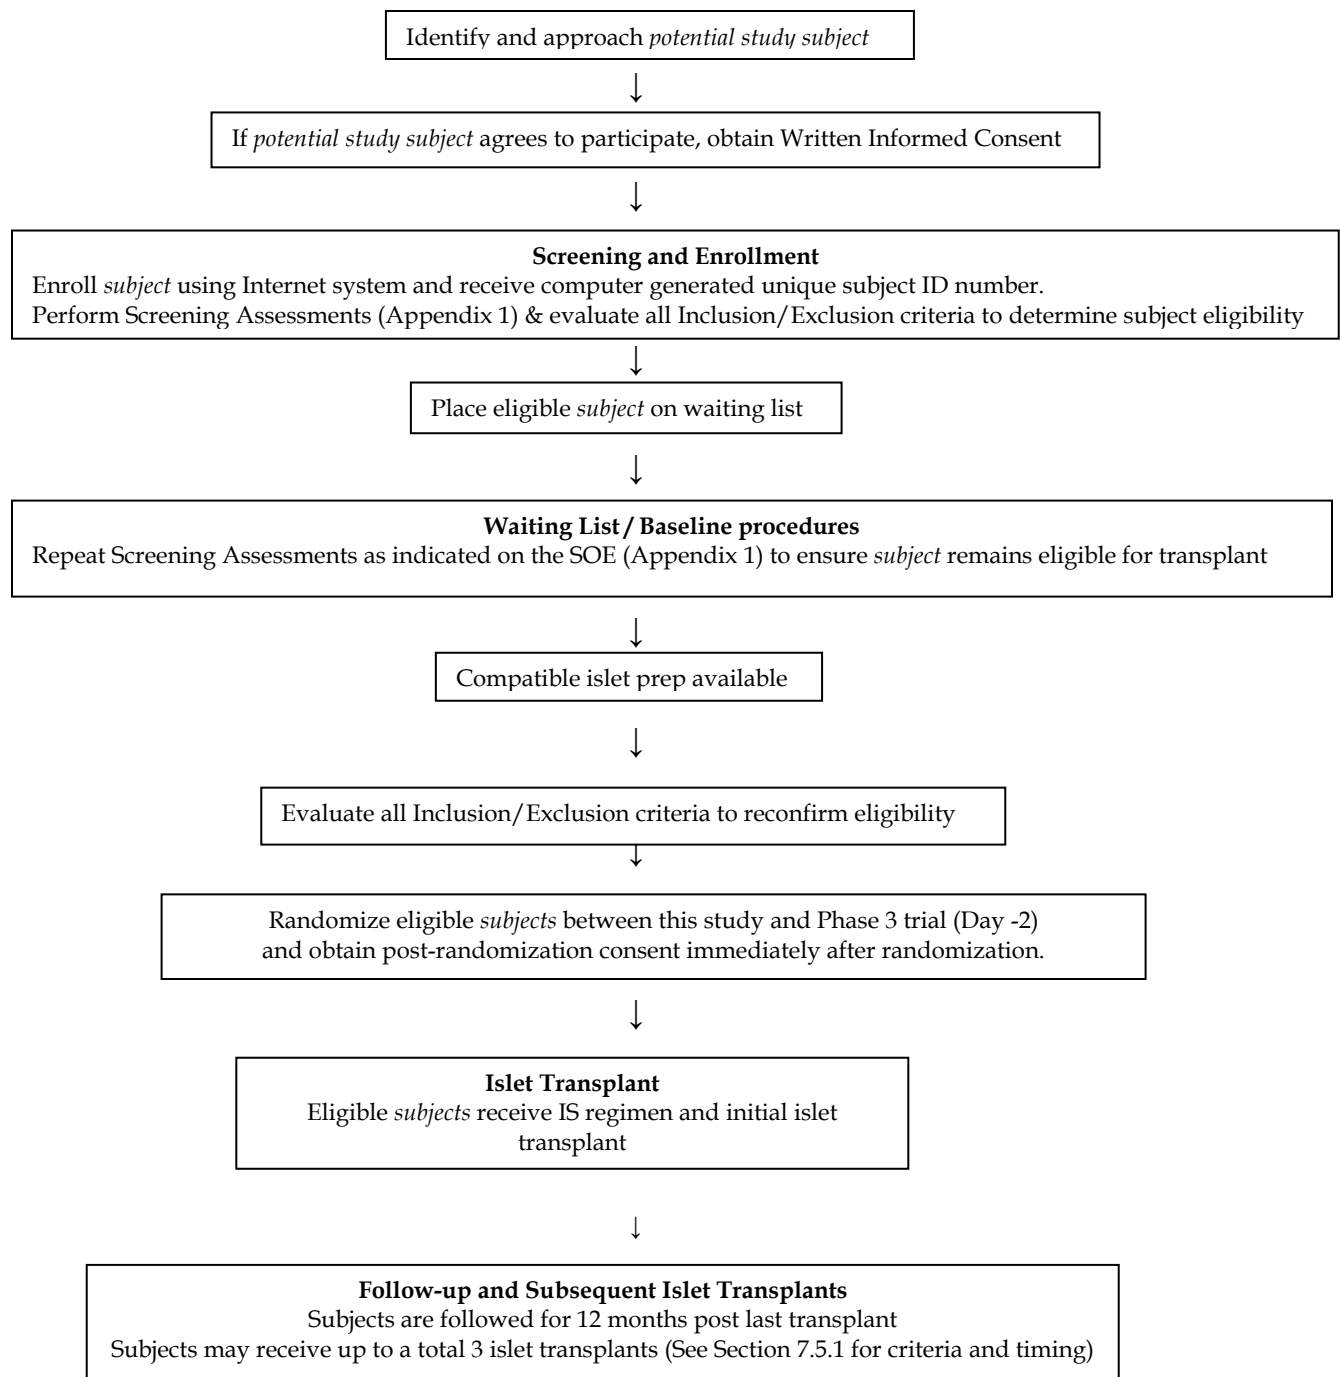 Identify and approach potential study subject
↓
If potential study subject agrees to participate, obtain Written Informed Consent
↓
Screening and Enrollment
Enroll subject using Internet system and receive computer generated unique subject ID number.
Perform Screening Assessments (Appendix 1) & evaluate all Inclusion/Exclusion criteria to determine subject eligibility
↓
Place eligible subject on waiting list
↓
Waiting List / Baseline procedures
Repeat Screening Assessments as indicated on the SOE (Appendix 1) to ensure subject remains eligible for transplant
↓
Compatible islet prep available
↓
Evaluate all Inclusion/Exclusion criteria to reconfirm eligibility
↓
Randomize eligible subjects between this study and Phase 3 trial (Day -2)
and obtain post-randomization consent immediately after randomization.
↓
Islet Transplant
Eligible subjects receive IS regimen and initial islet
transplant
↓
Follow-up and Subsequent Islet Transplants
Subjects are followed for 12 months post last transplant
Subjects may receive up to a total 3 islet transplants (See Section 7.5.1 for criteria and timing)